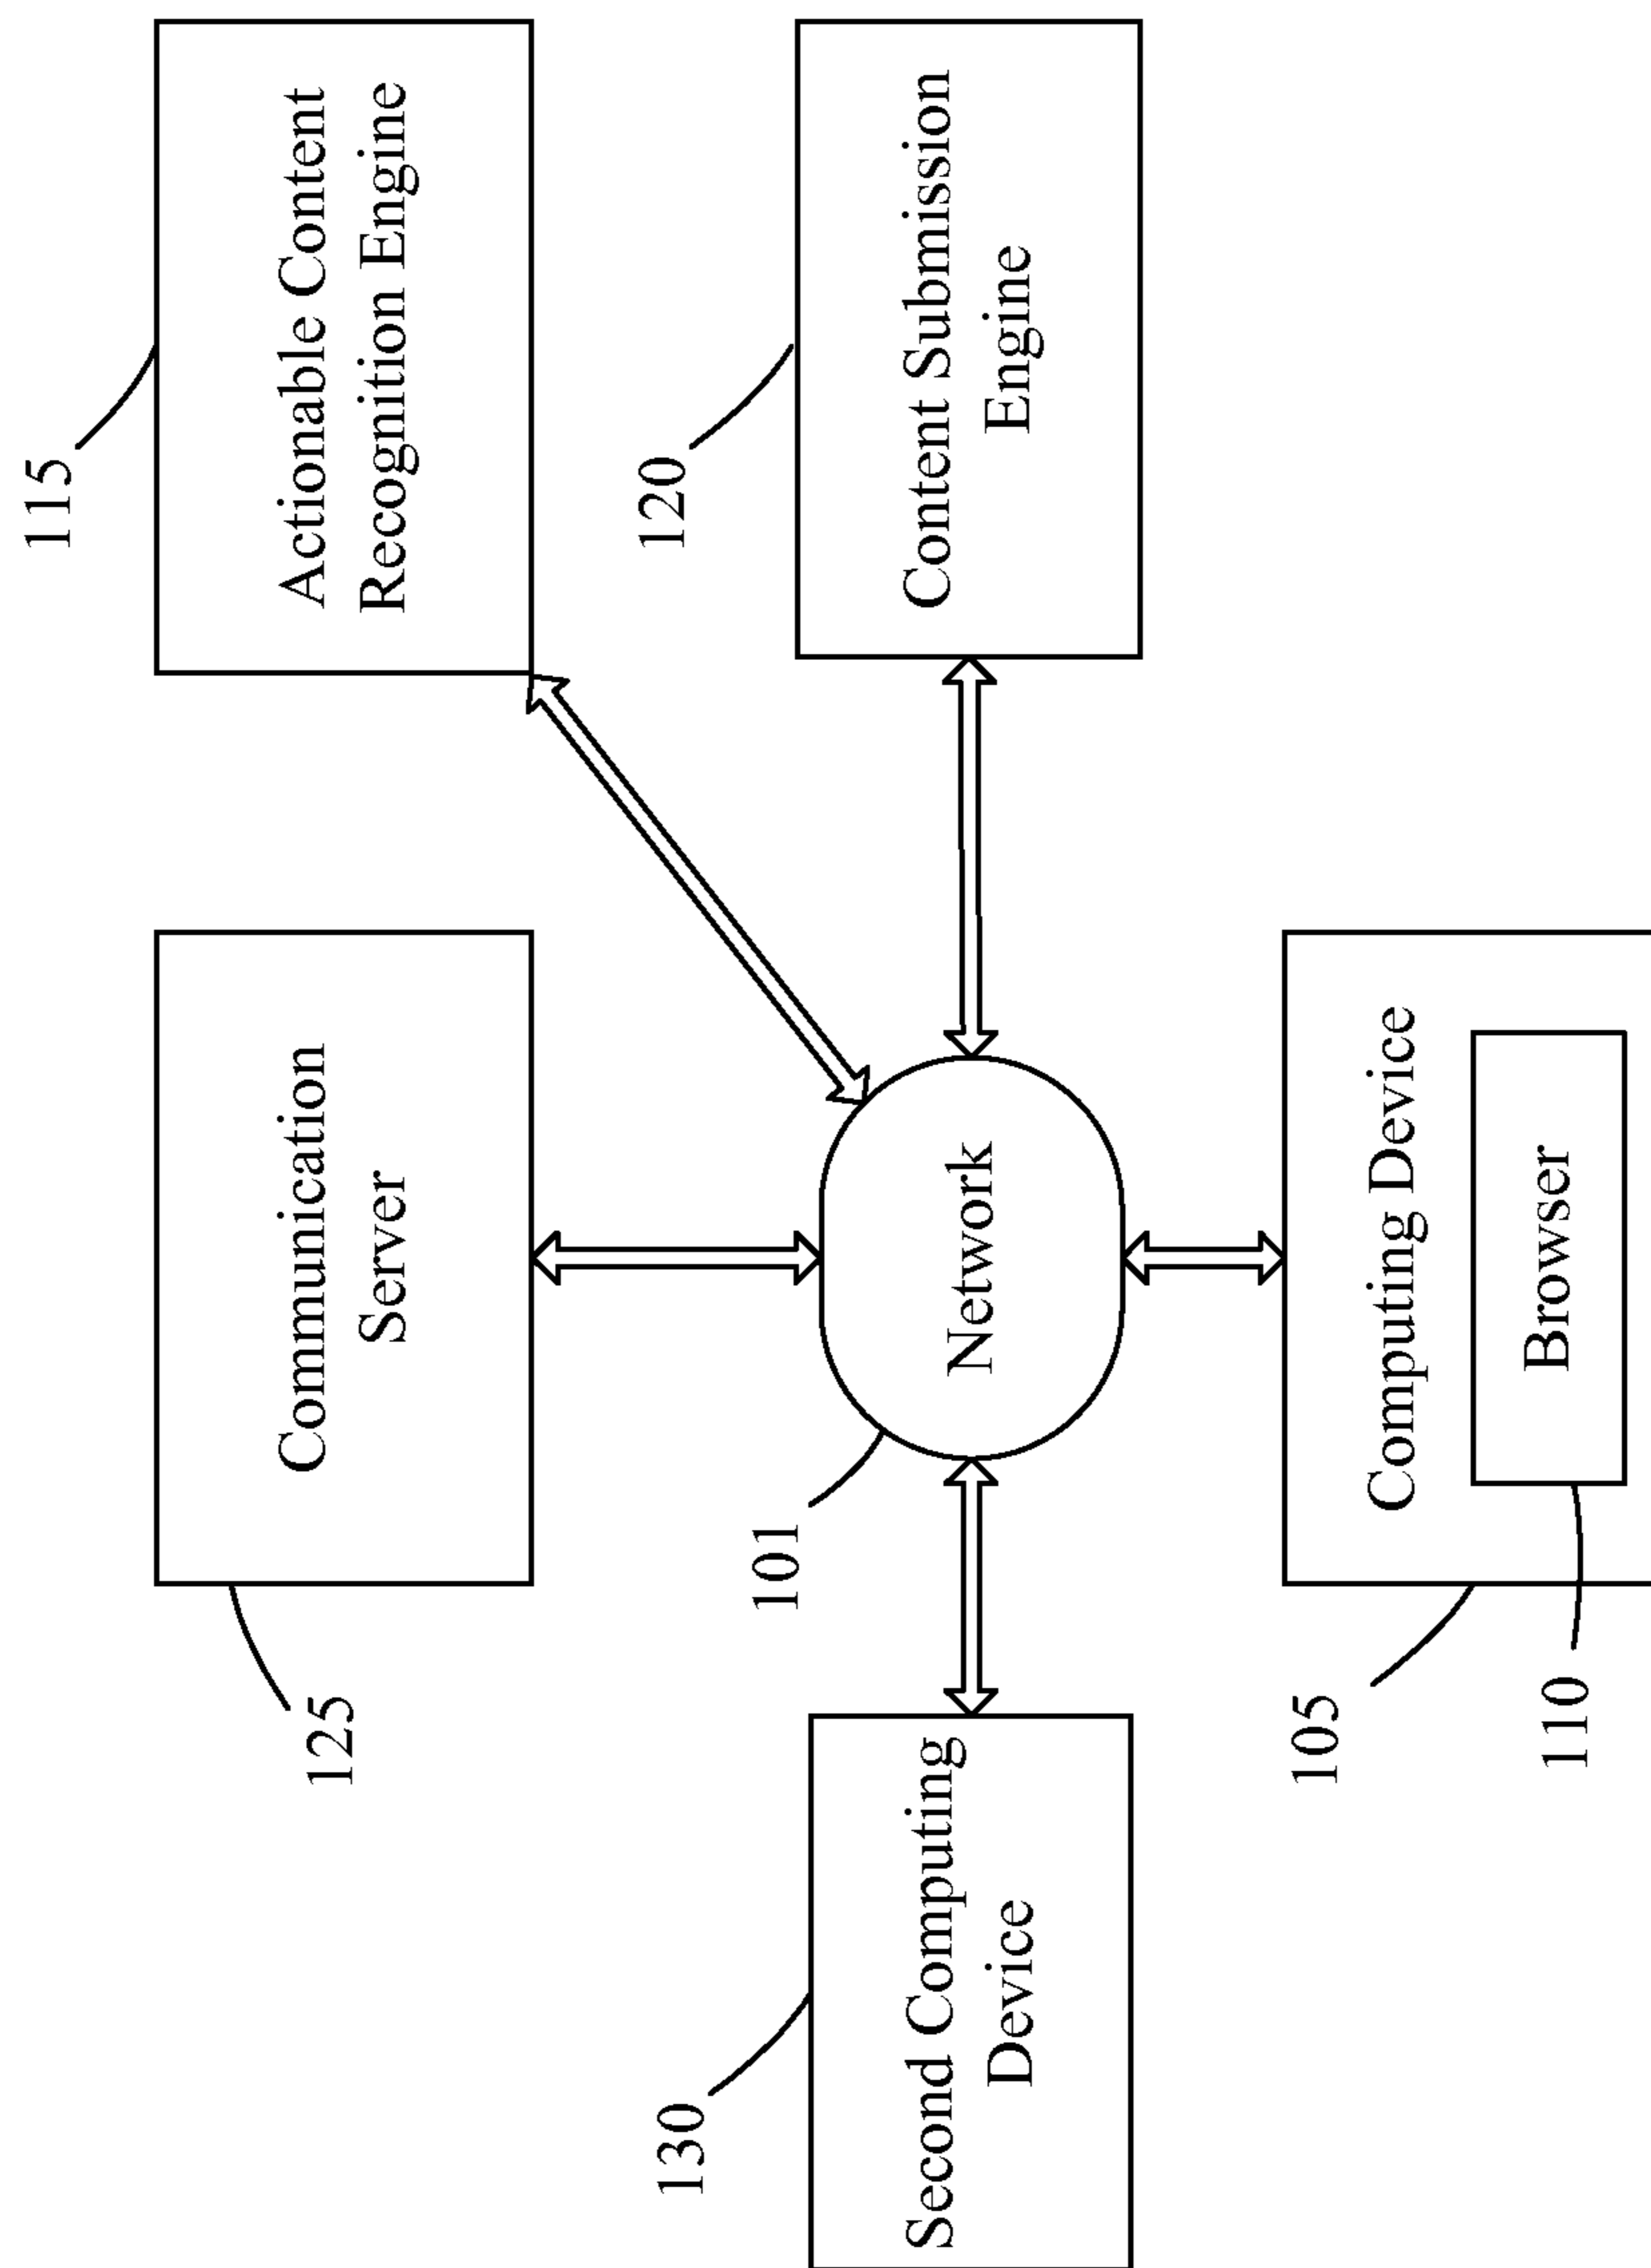 125
Communication
Server
115
Actionable Content
Recognition Engine
130
Second Computing
Device
101
Network
120
Content Submission
Engine
105
Computing Device
110
Browser